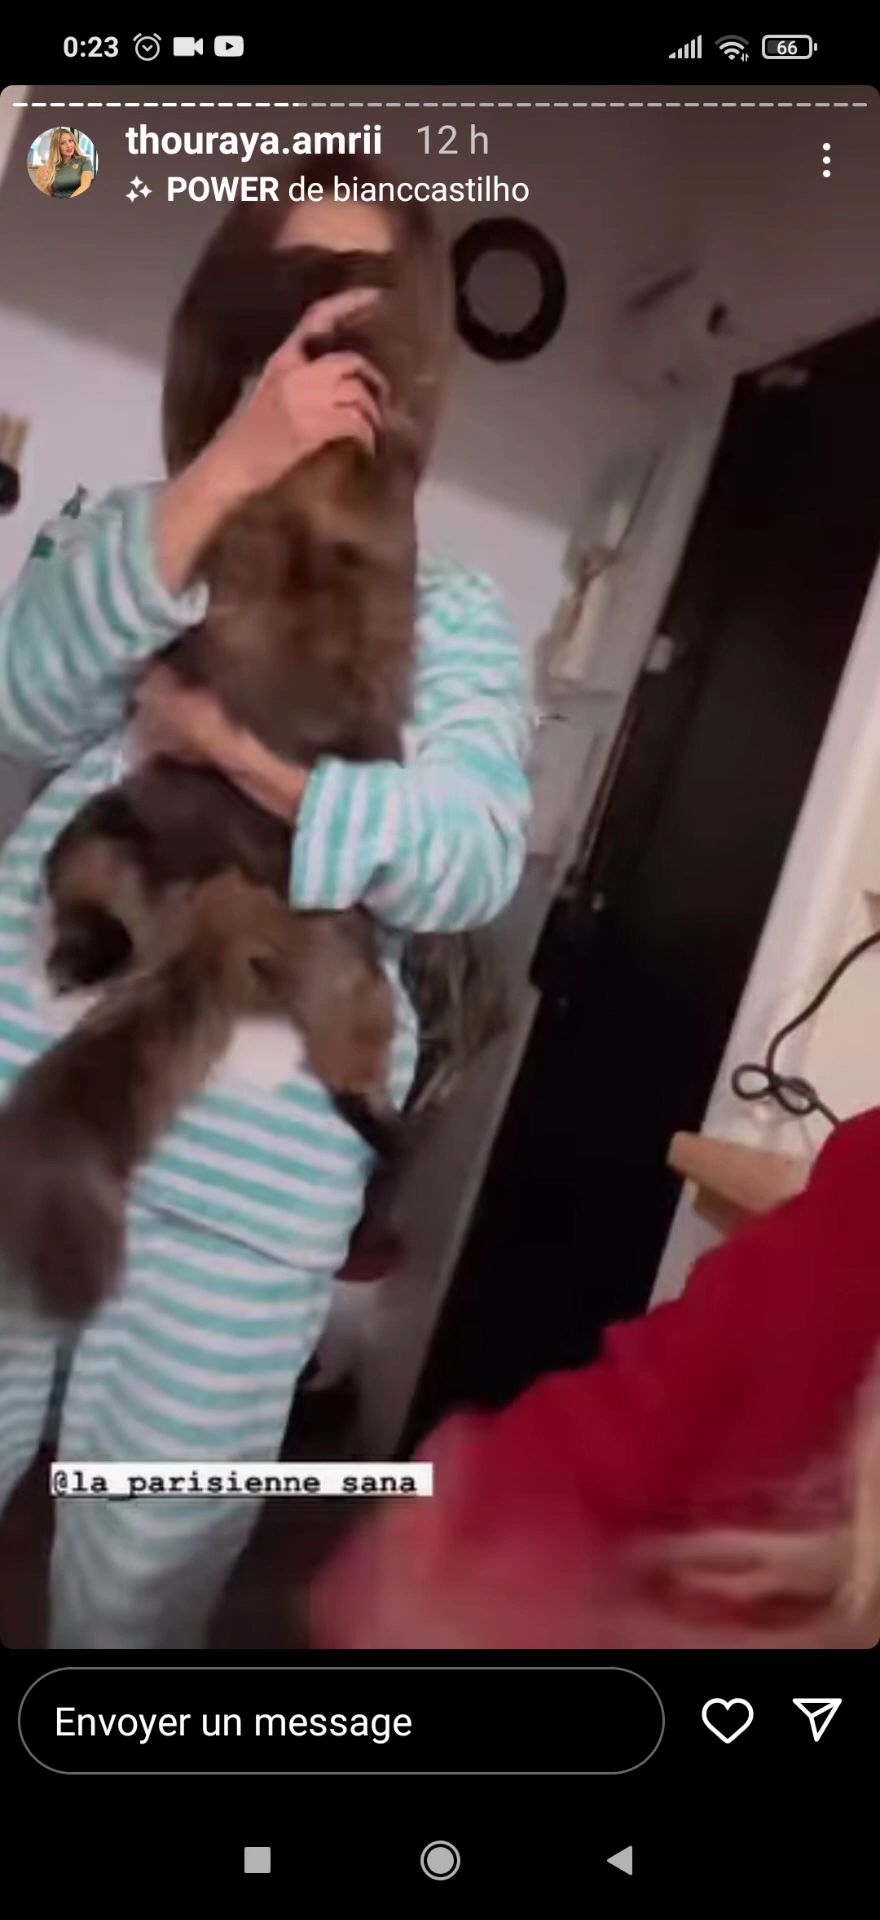 0:23 66
thouraya.amrii 12 h
POWER de bianccastilho
@la_parisienne_sana
Envoyer un message